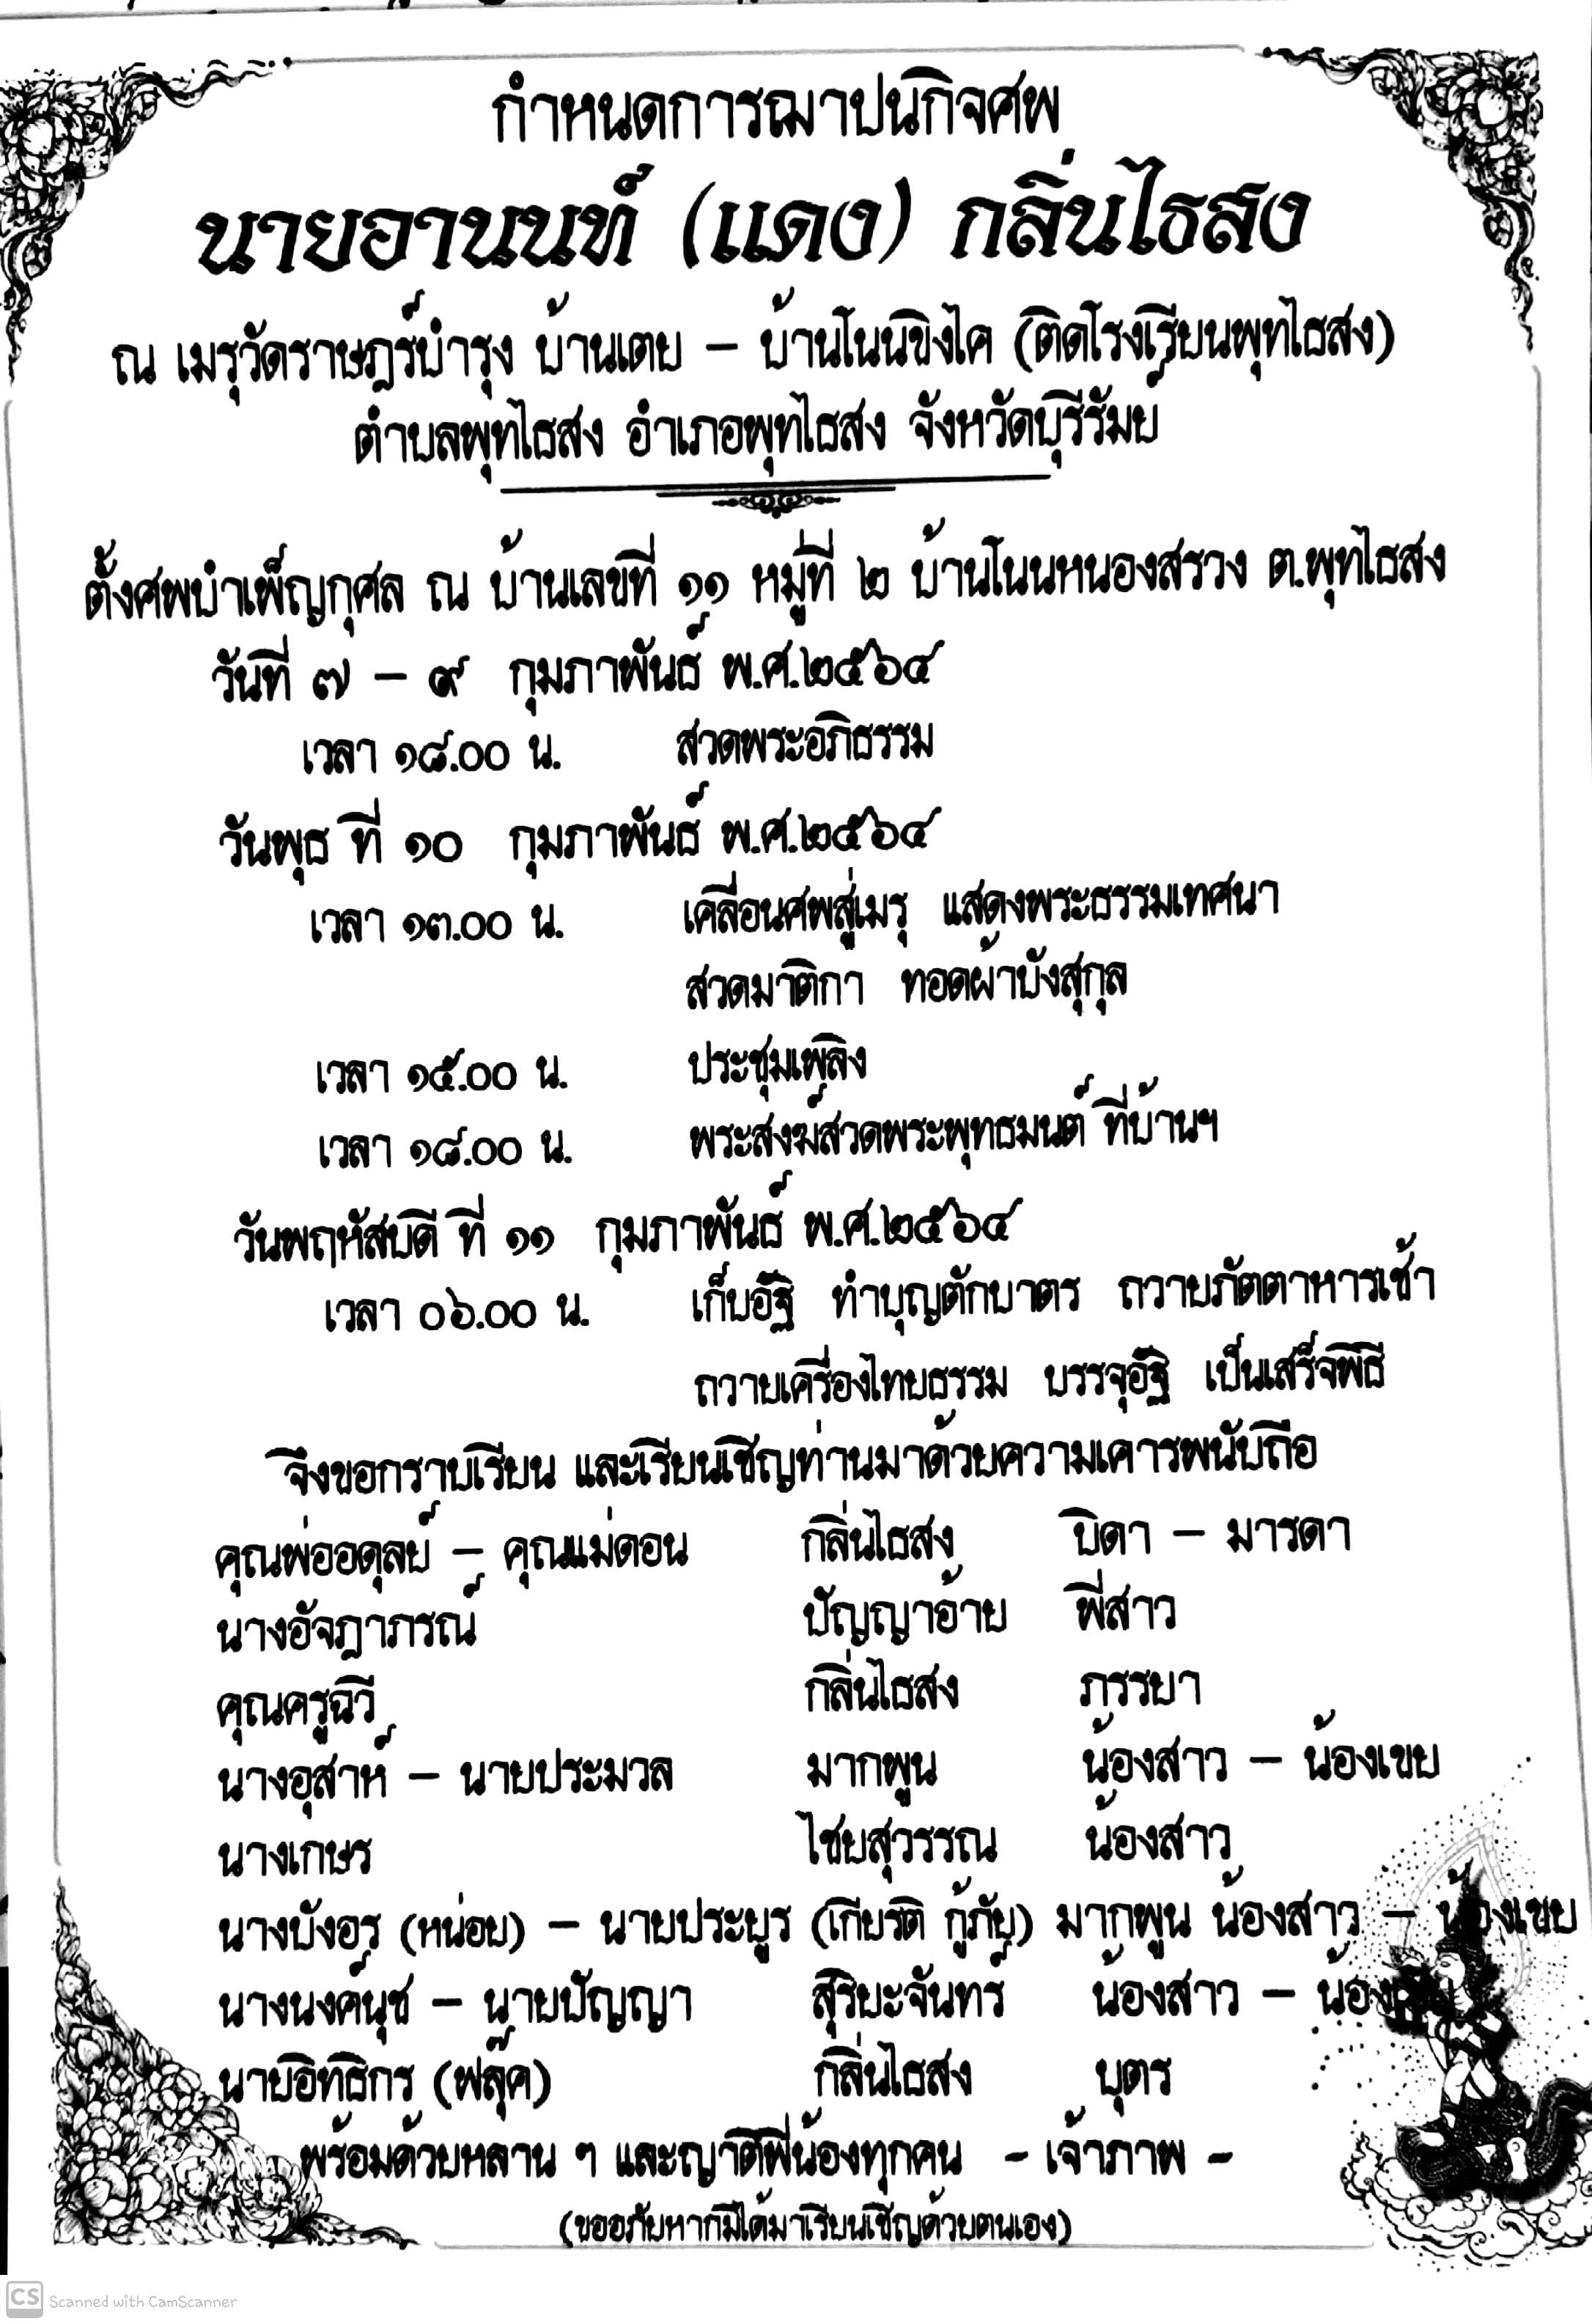 กำหนดการฌาปนกิจศพ
นายอานนท์ (แดง) กลิ่นไธสง
ณ เมรุวัดราษฎร์บำรุง บ้านเตย – บ้านโนนขิงไค (ติดโรงเรียนพุทไธสง)
ตำบลพุทไธสง อำเภอพุทไธสง จังหวัดบุรีรัมย์
ตั้งศพบำเพ็ญกุศล ณ บ้านเลขที่ ๑๑ หมู่ที่ ๒ บ้านโนนหนองสรวง ต.พุทไธสง
วันที่ ๗ – ๙ กุมภาพันธ์ พ.ศ.๒๕๖๔
เวลา ๑๘.๐๐ น. สวดพระอภิธรรม
วันพุธ ที่ ๑๐ กุมภาพันธ์ พ.ศ.๒๕๖๔
เวลา ๑๓.๐๐ น. เคลื่อนศพสู่เมรุ แสดงพระธรรมเทศนา
สวดมาติกา ทอดผ้าบังสุกุล
เวลา ๑๕.๐๐ น. ประชุมเพลิง
เวลา ๑๘.๐๐ น. พระสงฆ์สวดพระพุทธมนต์ ที่บ้านฯ
วันพฤหัสบดี ที่ ๑๑ กุมภาพันธ์ พ.ศ.๒๕๖๔
เวลา ๐๖.๐๐ น. เก็บอัฐิ ทำบุญตักบาตร ถวายภัตตาหารเช้า
ถวายเครื่องไทยธรรม บรรจุอัฐิ เป็นเสร็จพิธี
จึงขอกราบเรียน และเรียนเชิญท่านมาด้วยความเคารพนับถือ
คุณพ่ออดุลย์ – คุณแม่ดอน กลิ่นไธสง บิดา – มารดา
นางอัจฎาภรณ์ ปัญญาอ้าย พี่สาว
คุณครูฉวี กลิ่นไธสง ภรรยา
นางอุสาห์ – นายประมวล มากพูน น้องสาว – น้องเขย
นางเกษร ไชยสุวรรณ น้องสาว
นางบังอร (หน่อย) – นายประยูร (เกียรติ กู้ภัย) มากพูน น้องสาว – น้องเขย
นางนงค์นุช – นายปัญญา สุริยะจันทร์ น้องสาว – น้อง
นายอิทธิกร (ฟลุ๊ค) กลิ่นไธสง บุตร
พร้อมด้วยหลาน ๆ และญาติพี่น้องทุกคน - เจ้าภาพ -
(ขออภัยหากมิได้มาเรียนเชิญด้วยตนเอง)
CS Scanned with CamScanner